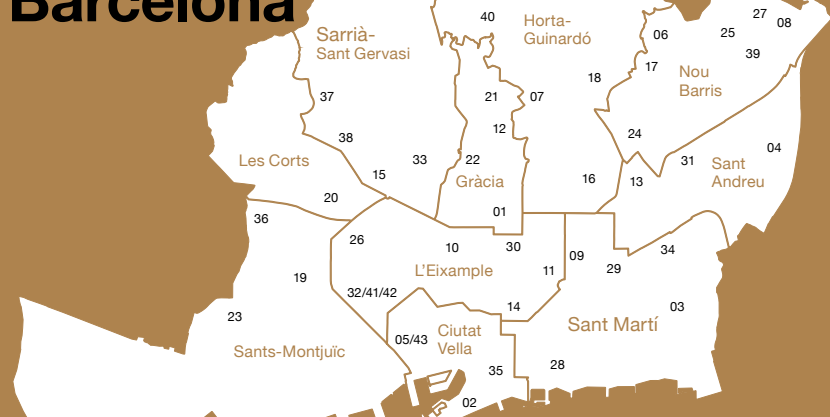 Barcelona
40
Horta-
Guinardó
27
08
06
25
39
17
Nou
Barris
Sarrià-
Sant Gervasi
37
38
33
15
21
12
22
Gràcia
01
07
18
16
24
13
31
04
Sant
Andreu
Les Corts
20
36
26
10
30
L'Eixample
11
32/41/42
14
09
29
34
03
Sant Martí
28
19
23
Sants-Montjuïc
05/43
Ciutat
Vella
35
02